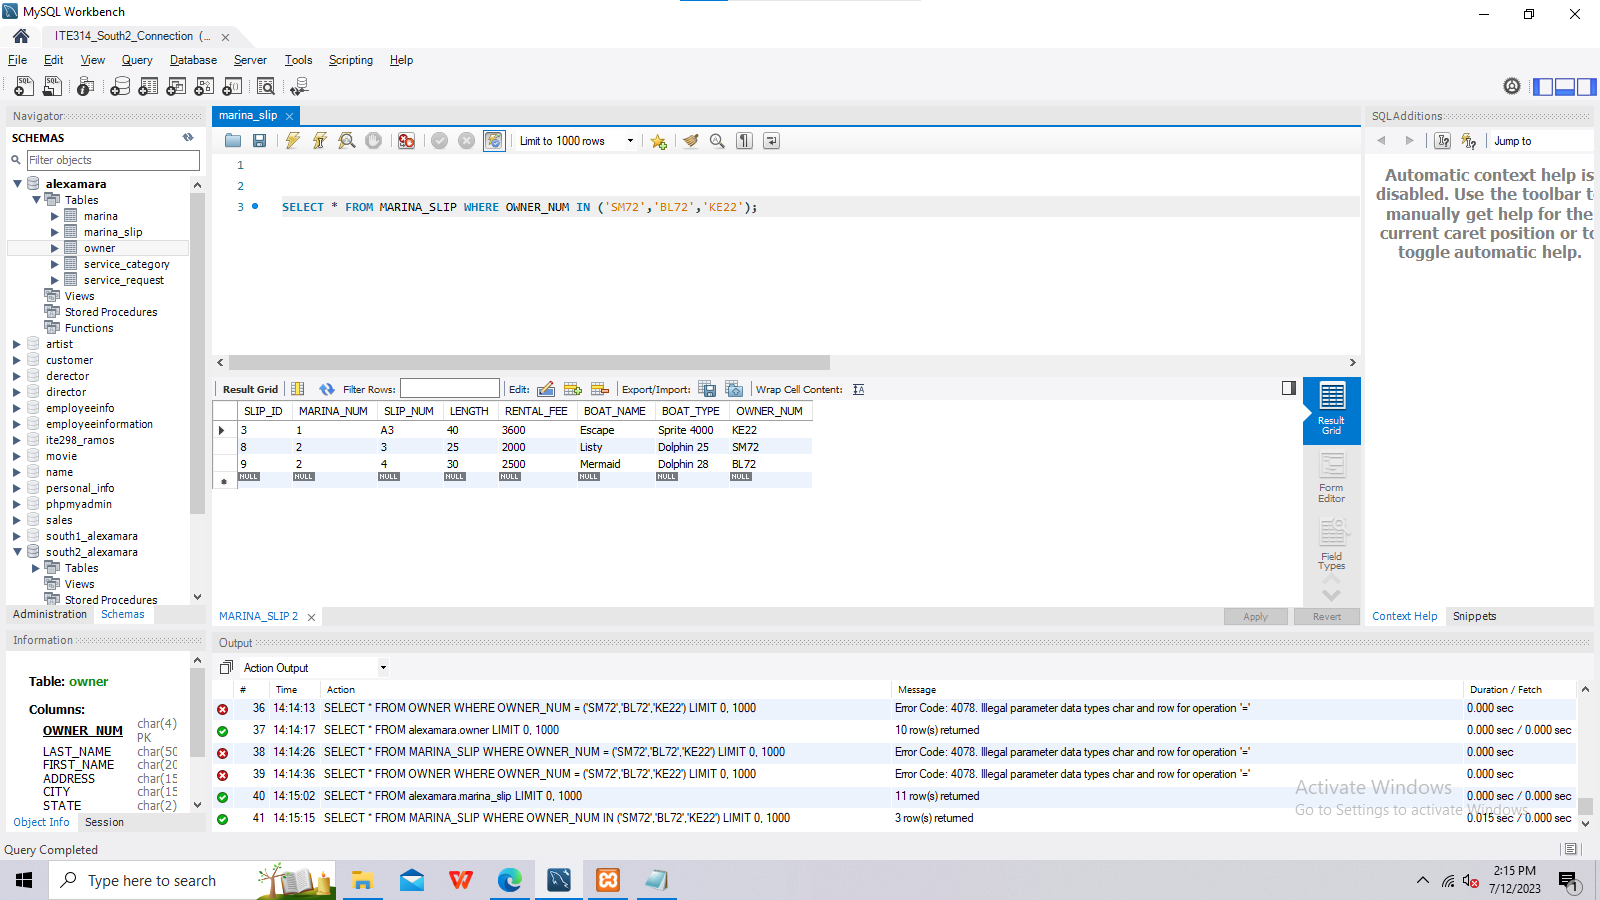 MySQL Workbench
ITE314_South2_Connection (...
File Edit View Query Database Server Tools Scripting Help
Navigator
SCHEMAS
Filter objects
alexamara
Tables
marina
marina_slip
owner
service_category
service_request
Views
Stored Procedures
Functions
artist
customer
derector
director
employeeinfo
employeeinformation
ite298_ramos
movie
name
personal_info
phpmyadmin
sales
south1_alexamara
south2_alexamara
Tables
Views
Stored Procedures
Administration Schemas
Information
Table: owner
Columns:
OWNER_NUM char(4) PK
LAST_NAME char(50
FIRST_NAME char(20
ADDRESS char(15
CITY char(15
STATE char(2)
Object Info Session
Query Completed
marina_slip
Limit to 1000 rows
1
2
3 SELECT * FROM MARINA_SLIP WHERE OWNER_NUM IN ('SM72','BL72','KE22');
Result Grid Filter Rows: Edit: Export/Import: Wrap Cell Content:
SLIP_ID MARINA_NUM SLIP_NUM LENGTH RENTAL_FEE BOAT_NAME BOAT_TYPE OWNER_NUM
3 1 A3 40 3600 Escape Sprite 4000 KE22
8 2 3 25 2000 Listy Dolphin 25 SM72
9 2 4 30 2500 Mermaid Dolphin 28 BL72
NULL NULL NULL NULL NULL NULL NULL NULL
Result Grid
Form Editor
Field Types
MARINA_SLIP 2
Apply Revert
SQLAdditions
Jump to
Automatic context help is
disabled. Use the toolbar t
manually get help for the
current caret position or to
toggle automatic help.
Context Help Snippets
Output
Action Output
# Time Action Message Duration / Fetch
36 14:14:13 SELECT * FROM OWNER WHERE OWNER_NUM = ('SM72','BL72','KE22') LIMIT 0, 1000 Error Code: 4078. Illegal parameter data types char and row for operation '=' 0.000 sec
37 14:14:17 SELECT * FROM alexamara.owner LIMIT 0, 1000 10 row(s) returned 0.000 sec / 0.000 sec
38 14:14:26 SELECT * FROM MARINA_SLIP WHERE OWNER_NUM = ('SM72','BL72','KE22') LIMIT 0, 1000 Error Code: 4078. Illegal parameter data types char and row for operation '=' 0.000 sec
39 14:14:36 SELECT * FROM OWNER WHERE OWNER_NUM = ('SM72','BL72','KE22') LIMIT 0, 1000 Error Code: 4078. Illegal parameter data types char and row for operation '=' 0.000 sec
40 14:15:02 SELECT * FROM alexamara.marina_slip LIMIT 0, 1000 11 row(s) returned 0.000 sec / 0.000 sec
41 14:15:15 SELECT * FROM MARINA_SLIP WHERE OWNER_NUM IN ('SM72','BL72','KE22') LIMIT 0, 1000 3 row(s) returned 0.015 sec / 0.000 sec
Activate Windows
Go to Settings to activate Windows.
Type here to search
2:15 PM
7/12/2023
1